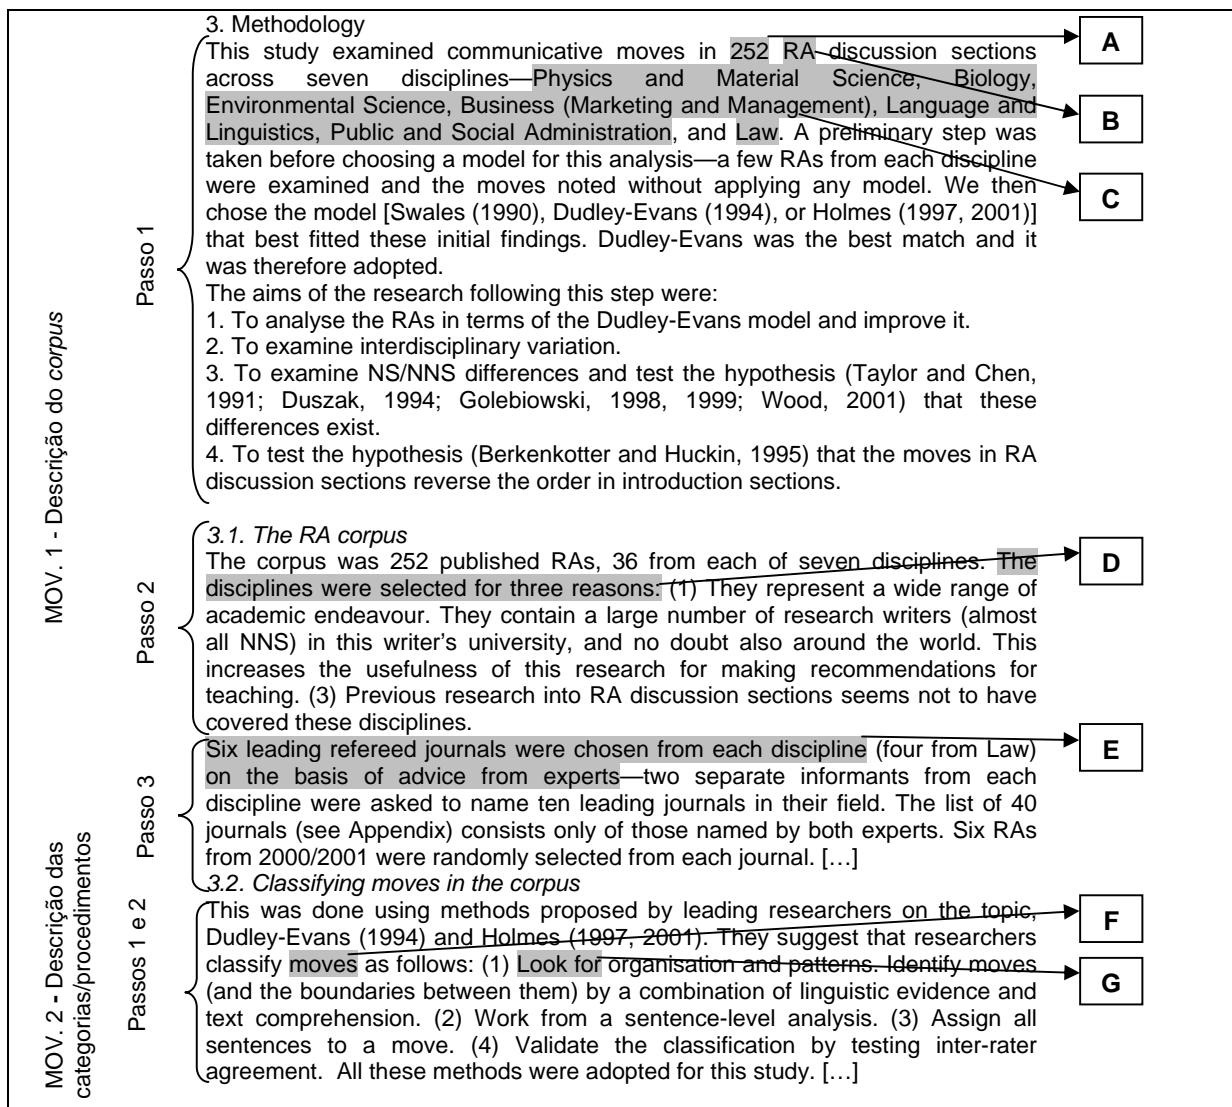 3. Methodology
This study examined communicative moves in 252 RA discussion sections
across seven disciplines—Physics and Material Science, Biology,
Environmental Science, Business (Marketing and Management), Language and
Linguistics, Public and Social Administration, and Law. A preliminary step was
taken before choosing a model for this analysis—a few RAs from each discipline
were examined and the moves noted without applying any model. We then
chose the model [Swales (1990), Dudley-Evans (1994), or Holmes (1997, 2001)]
that best fitted these initial findings. Dudley-Evans was the best match and it
was therefore adopted.
The aims of the research following this step were:
1. To analyse the RAs in terms of the Dudley-Evans model and improve it.
2. To examine interdisciplinary variation.
3. To examine NS/NNS differences and test the hypothesis (Taylor and Chen,
1991; Duszak, 1994; Golebiowski, 1998, 1999; Wood, 2001) that these
differences exist.
4. To test the hypothesis (Berkenkotter and Huckin, 1995) that the moves in RA
discussion sections reverse the order in introduction sections.
3.1. The RA corpus
The corpus was 252 published RAs, 36 from each of seven disciplines. The
disciplines were selected for three reasons: (1) They represent a wide range of
academic endeavour. They contain a large number of research writers (almost
all NNS) in this writer's university, and no doubt also around the world. This
increases the usefulness of this research for making recommendations for
teaching. (3) Previous research into RA discussion sections seems not to have
covered these disciplines.
Six leading refereed journals were chosen from each discipline (four from Law)
on the basis of advice from experts—two separate informants from each
discipline were asked to name ten leading journals in their field. The list of 40
journals (see Appendix) consists only of those named by both experts. Six RAs
from 2000/2001 were randomly selected from each journal. […]
3.2. Classifying moves in the corpus
This was done using methods proposed by leading researchers on the topic,
Dudley-Evans (1994) and Holmes (1997, 2001). They suggest that researchers
classify moves as follows: (1) Look for organisation and patterns. Identify moves
(and the boundaries between them) by a combination of linguistic evidence and
text comprehension. (2) Work from a sentence-level analysis. (3) Assign all
sentences to a move. (4) Validate the classification by testing inter-rater
agreement. All these methods were adopted for this study. […]
MOV. 1 - Descrição do corpus
Passo 1
Passo 2
Passo 3
MOV. 2 - Descrição das
categorias/procedimentos
Passos 1 e 2
A
B
C
D
E
F
G